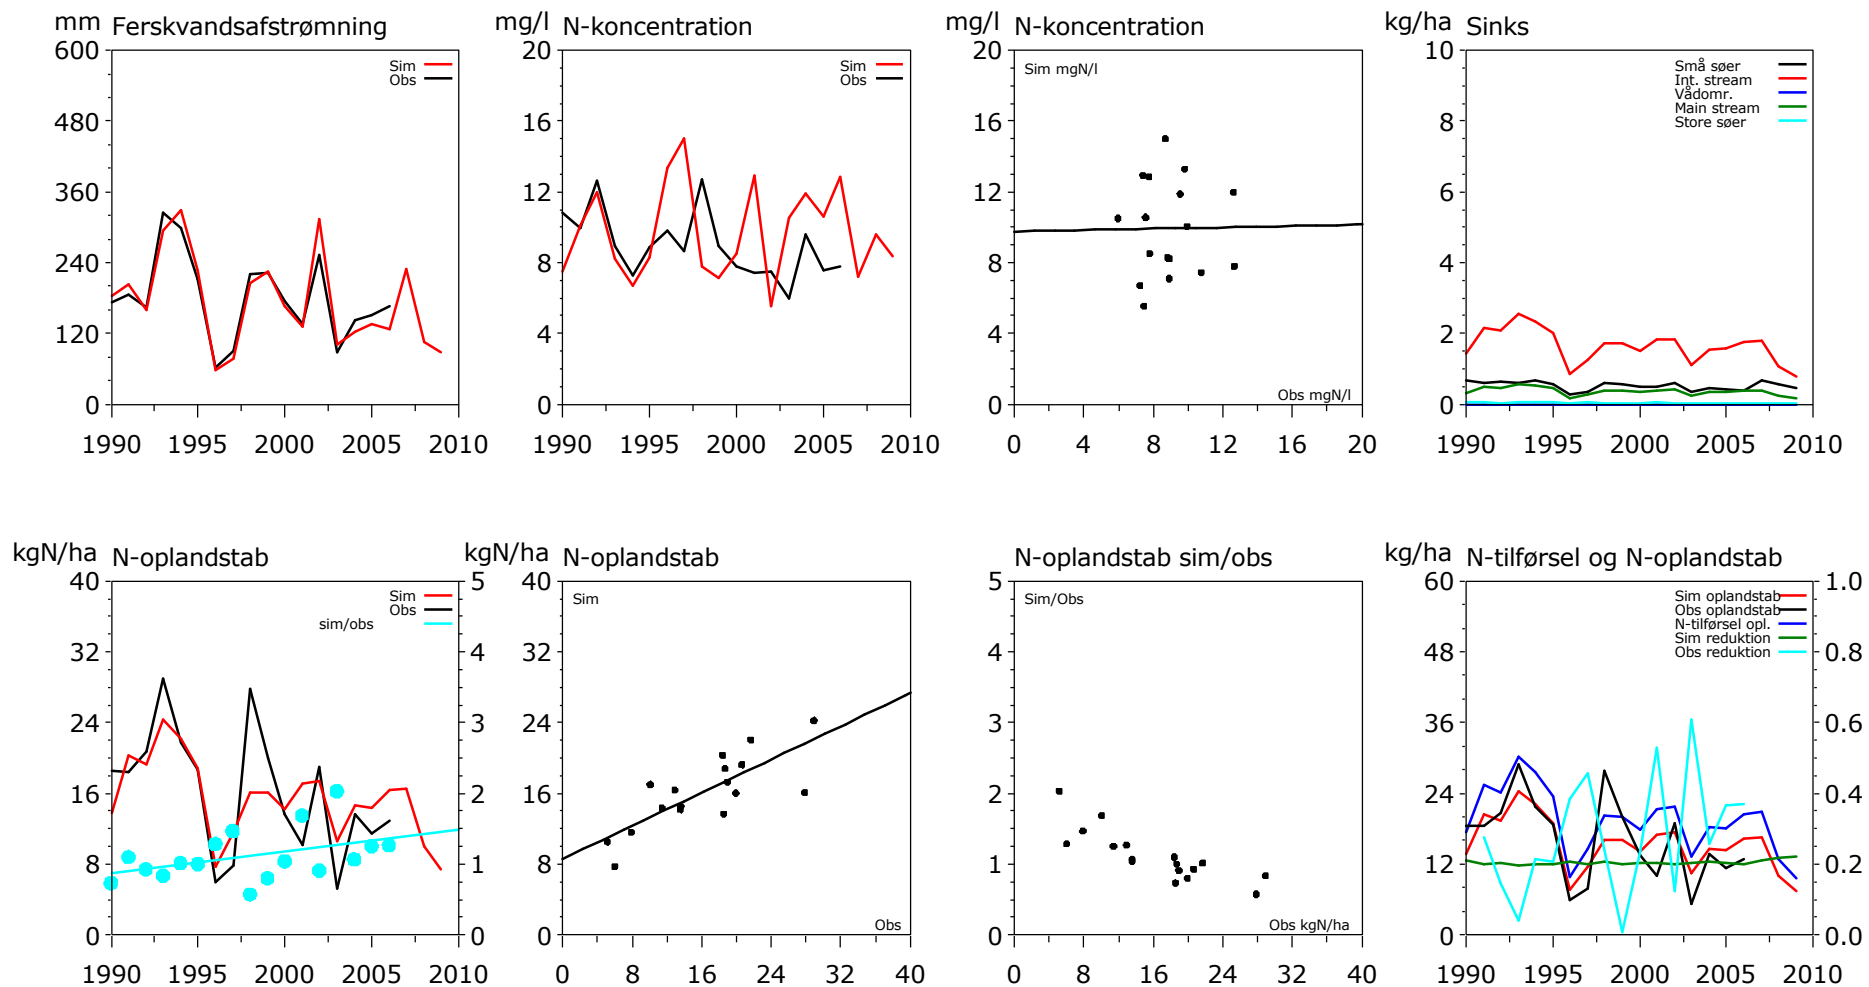 mm Ferskvandsafstrømning
600
480
360
240
120
0
1990 1995 2000 2005 2010
Sim
Obs
mg/l N-koncentration
20
16
12
8
4
0
1990 1995 2000 2005 2010
Sim
Obs
mg/l N-koncentration
20
16
12
8
4
0
0 4 8 12 16 20
Sim mgN/l
Obs mgN/l
kg/ha Sinks
10
8
6
4
2
0
1990 1995 2000 2005 2010
Små søer
Int. stream
Vådomr.
Main stream
Store søer
kgN/ha N-oplandstab
40
32
24
16
8
0
5
4
3
2
1
0
1990 1995 2000 2005 2010
Sim
Obs
sim/obs
kgN/ha N-oplandstab
40
32
24
16
8
0
0 8 16 24 32 40
Sim
Obs
N-oplandstab sim/obs
5
4
3
2
1
0
0 8 16 24 32 40
Sim/Obs
Obs kgN/ha
kg/ha N-tilførsel og N-oplandstab
60
48
36
24
12
0
1.0
0.8
0.6
0.4
0.2
0.0
1990 1995 2000 2005 2010
Sim oplandstab
Obs oplandstab
N-tilførsel opl.
Sim reduktion
Obs reduktion